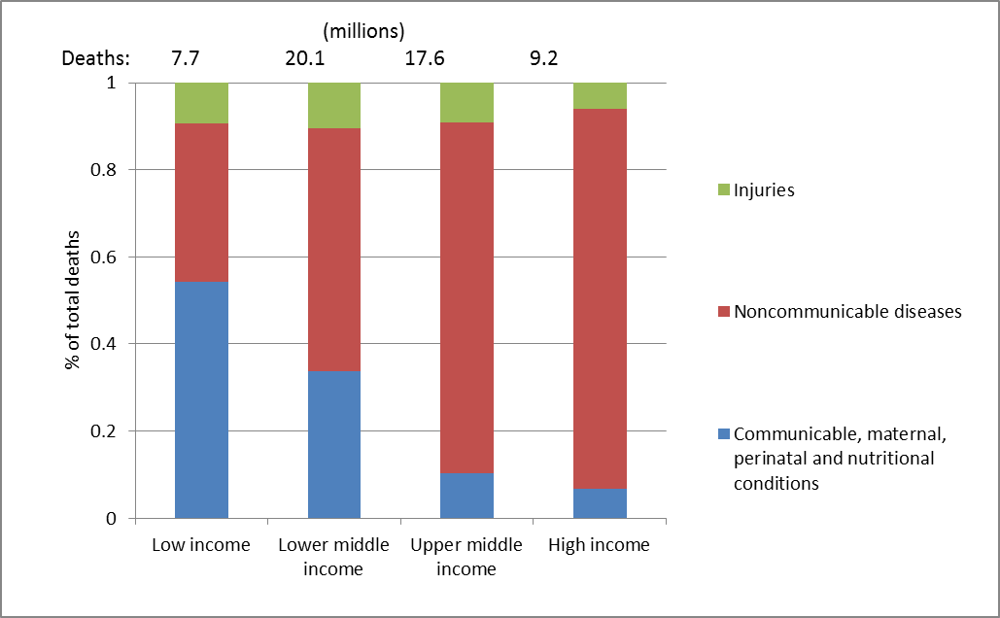 (millions)
Deaths: 7.7 20.1 17.6 9.2
1
0.8
0.6
0.4
0.2
0
% of total deaths
Low income
Lower middle
income
Upper middle
income
High income
Injuries
Noncommunicable diseases
Communicable, maternal,
perinatal and nutritional
conditions